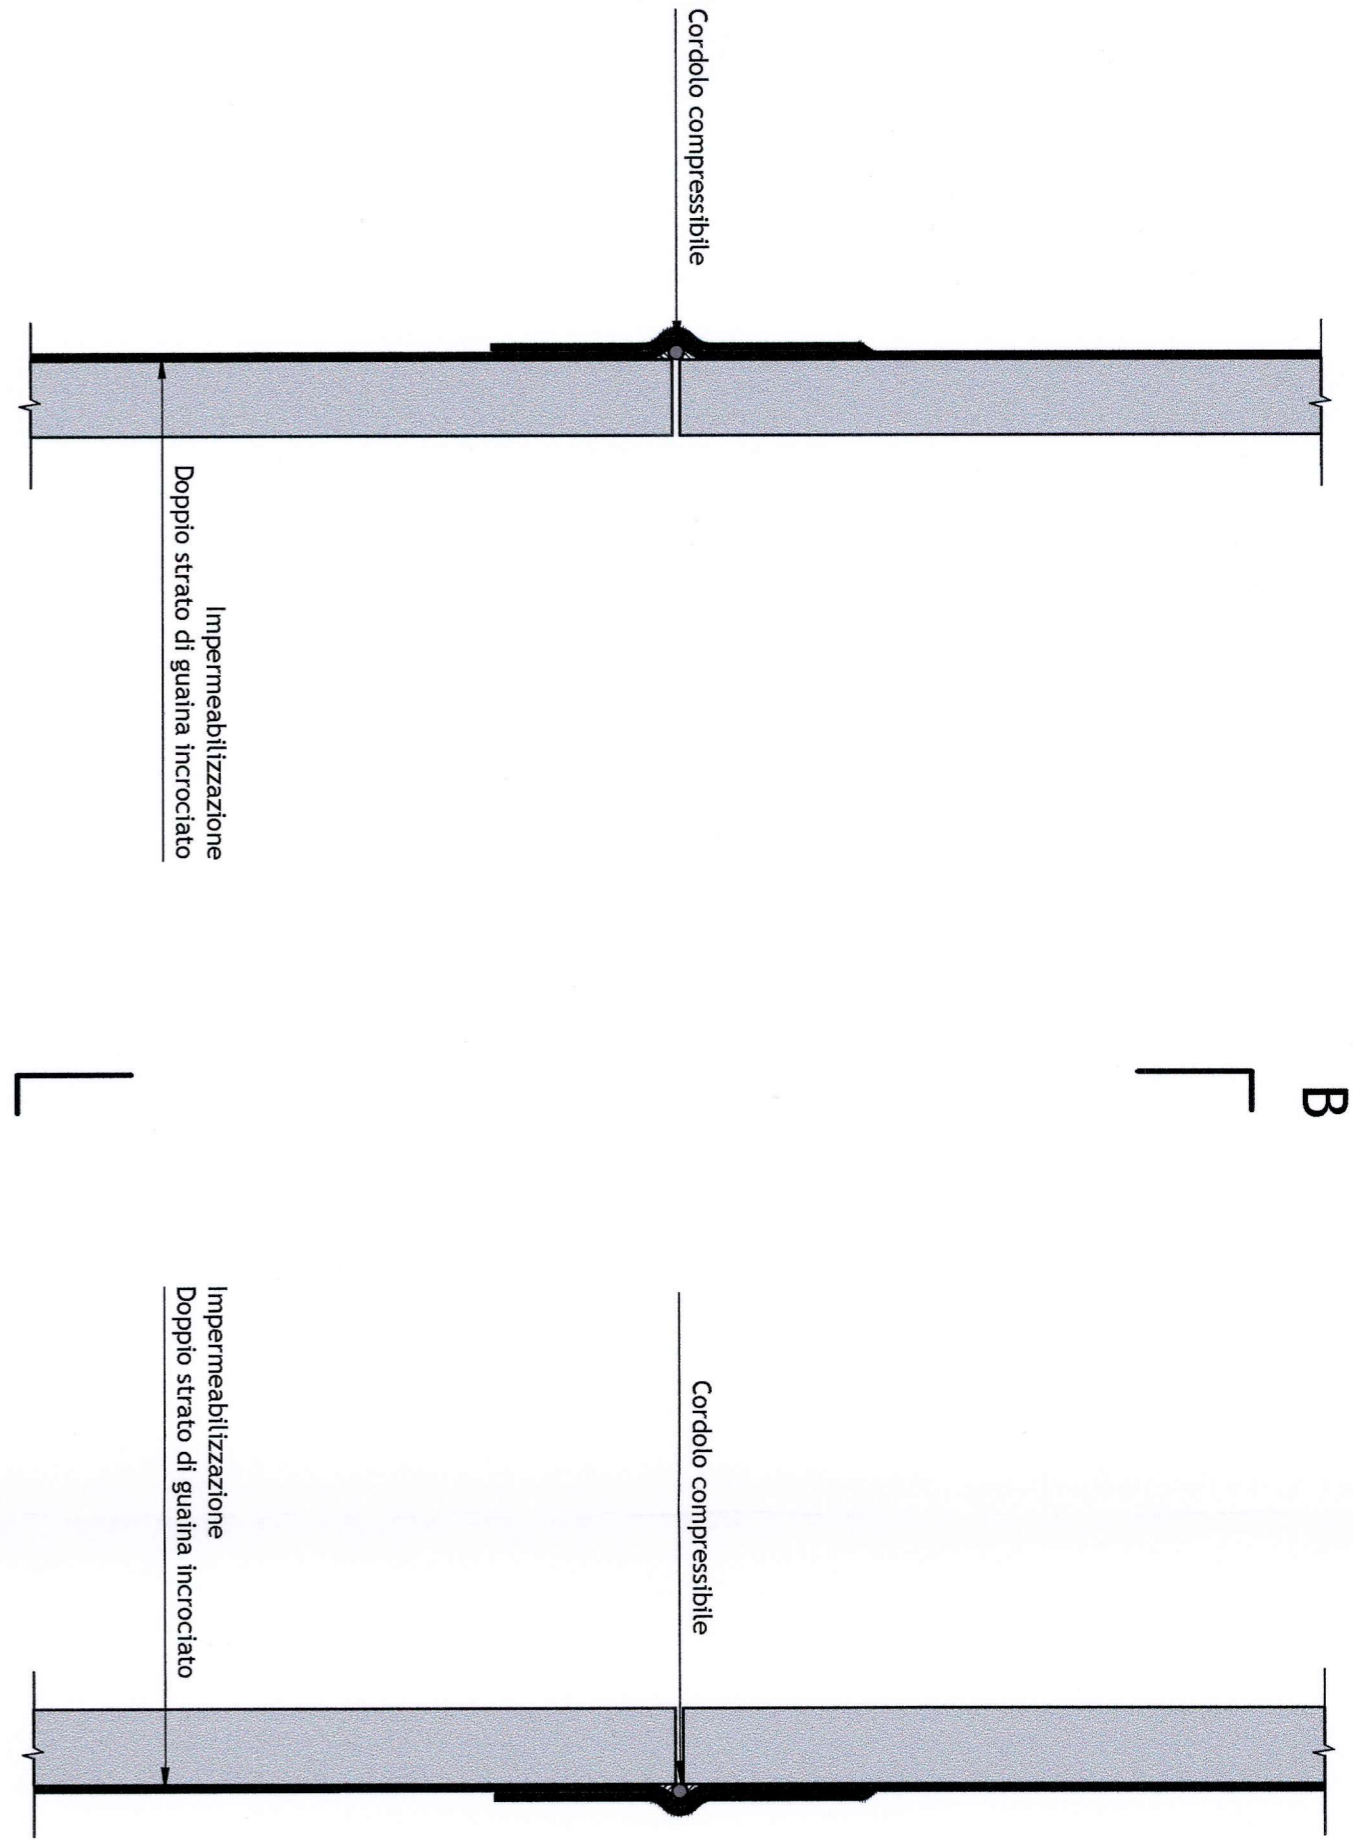 B
Cordolo compressibile
Impermeabilizzazione
Doppio strato di guaina incrociato
Cordolo compressibile
Impermeabilizzazione
Doppio strato di guaina incrociato